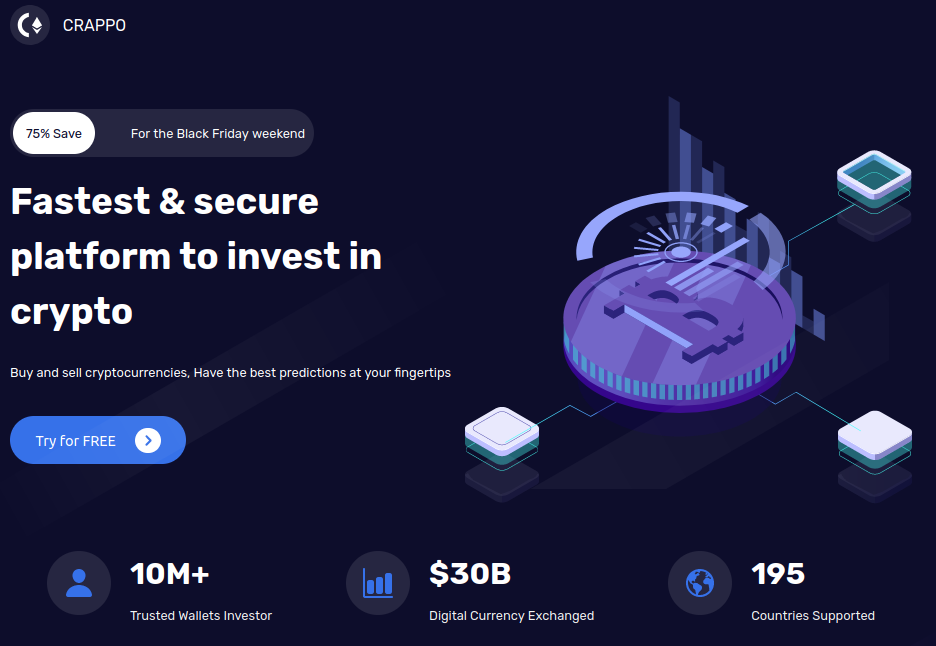 CRAPPO
75% Save For the Black Friday weekend
Fastest & secure
platform to invest in
crypto
Buy and sell cryptocurrencies, Have the best predictions at your fingertips
Try for FREE
10M+
Trusted Wallets Investor
$30B
Digital Currency Exchanged
195
Countries Supported